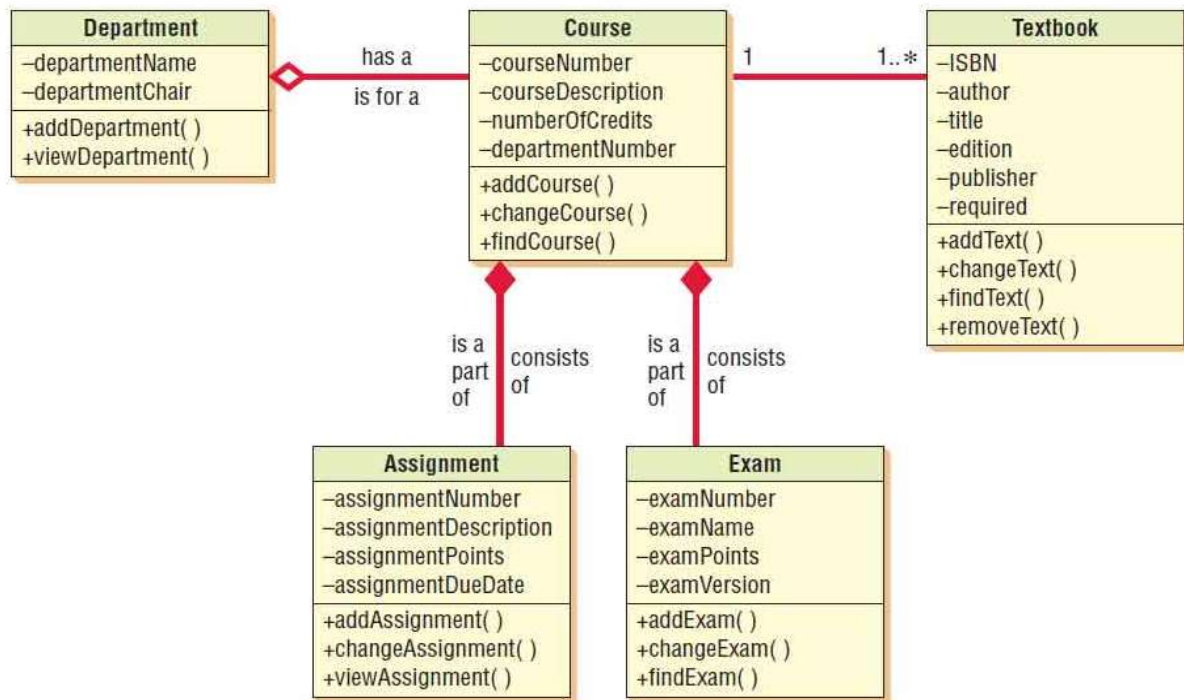 Department
–departmentName
–departmentChair
+addDepartment( )
+viewDepartment( )
has a
is for a
Course
–courseNumber
–courseDescription
–numberOfCredits
–departmentNumber
+addCourse( )
+changeCourse( )
+findCourse( )
1
1..*
Textbook
–ISBN
–author
–title
–edition
–publisher
–required
+addText( )
+changeText( )
+findText( )
+removeText( )
is a
part
of
consists
of
is a
part
of
consists
of
Assignment
–assignmentNumber
–assignmentDescription
–assignmentPoints
–assignmentDueDate
+addAssignment( )
+changeAssignment( )
+viewAssignment( )
Exam
–examNumber
–examName
–examPoints
–examVersion
+addExam( )
+changeExam( )
+findExam( )